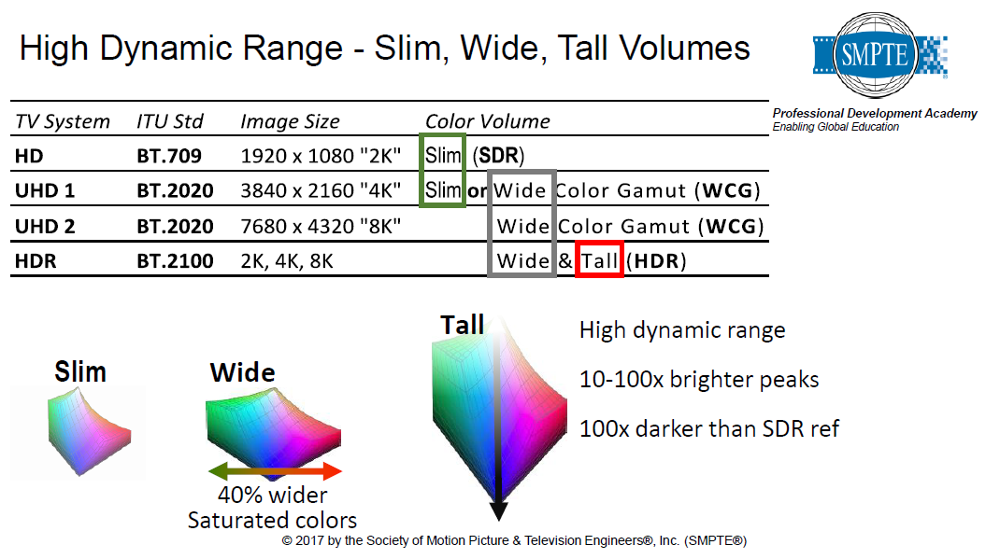 High Dynamic Range - Slim, Wide, Tall Volumes
SMPTE
®
Professional Development Academy
Enabling Global Education
TV System ITU Std Image Size Color Volume
HD BT.709 1920 x 1080 "2K" Slim (SDR)
UHD 1 BT.2020 3840 x 2160 "4K" Slim or Wide Color Gamut (WCG)
UHD 2 BT.2020 7680 x 4320 "8K" Wide Color Gamut (WCG)
HDR BT.2100 2K, 4K, 8K Wide & Tall (HDR)
Slim
Wide
40% wider
Saturated colors
Tall
High dynamic range
10-100x brighter peaks
100x darker than SDR ref
© 2017 by the Society of Motion Picture & Television Engineers®, Inc. (SMPTE®)